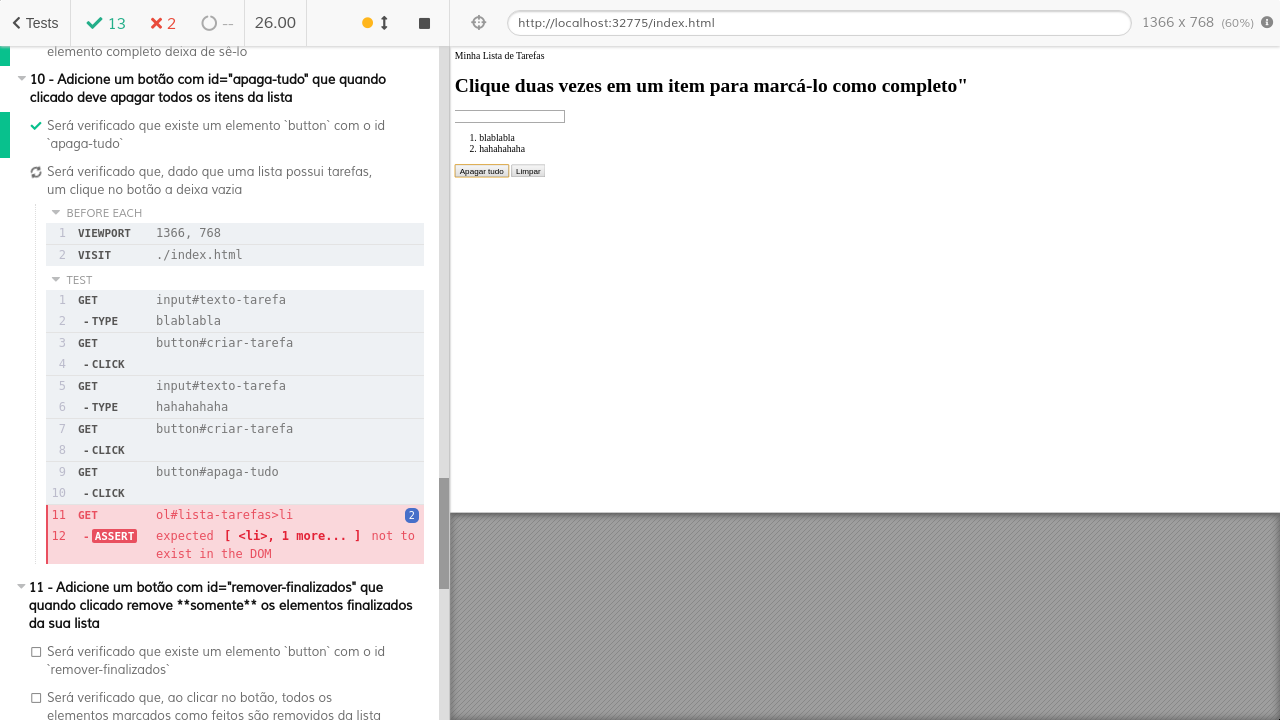 Tests
13
2
--
26.00
http://localhost:32775/index.html
1366 x 768 (60%)
elemento completo deixa de sê-lo
10 - Adicione um botão com id="apaga-tudo" que quando
clicado deve apagar todos os itens da lista
Será verificado que existe um elemento `button` com o id
`apaga-tudo`
Será verificado que, dado que uma lista possui tarefas,
um clique no botão a deixa vazia
BEFORE EACH
1 VIEWPORT 1366, 768
2 VISIT ./index.html
TEST
1 GET input#texto-tarefa
2 -TYPE blablabla
3 GET button#criar-tarefa
4 -CLICK
5 GET input#texto-tarefa
6 -TYPE hahahahaha
7 GET button#criar-tarefa
8 -CLICK
9 GET button#apaga-tudo
10 -CLICK
11 GET ol#lista-tarefas>li 2
12 -ASSERT expected [ <li>, 1 more... ] not to
exist in the DOM
11 - Adicione um botão com id="remover-finalizados" que
quando clicado remove **somente** os elementos finalizados
da sua lista
Será verificado que existe um elemento `button` com o id
`remover-finalizados`
Será verificado que, ao clicar no botão, todos os
elementos marcados como feitos são removidos da lista
Minha Lista de Tarefas
Clique duas vezes em um item para marcá-lo como completo"
1. blablabla
2. hahahahaha
Apagar tudo Limpar